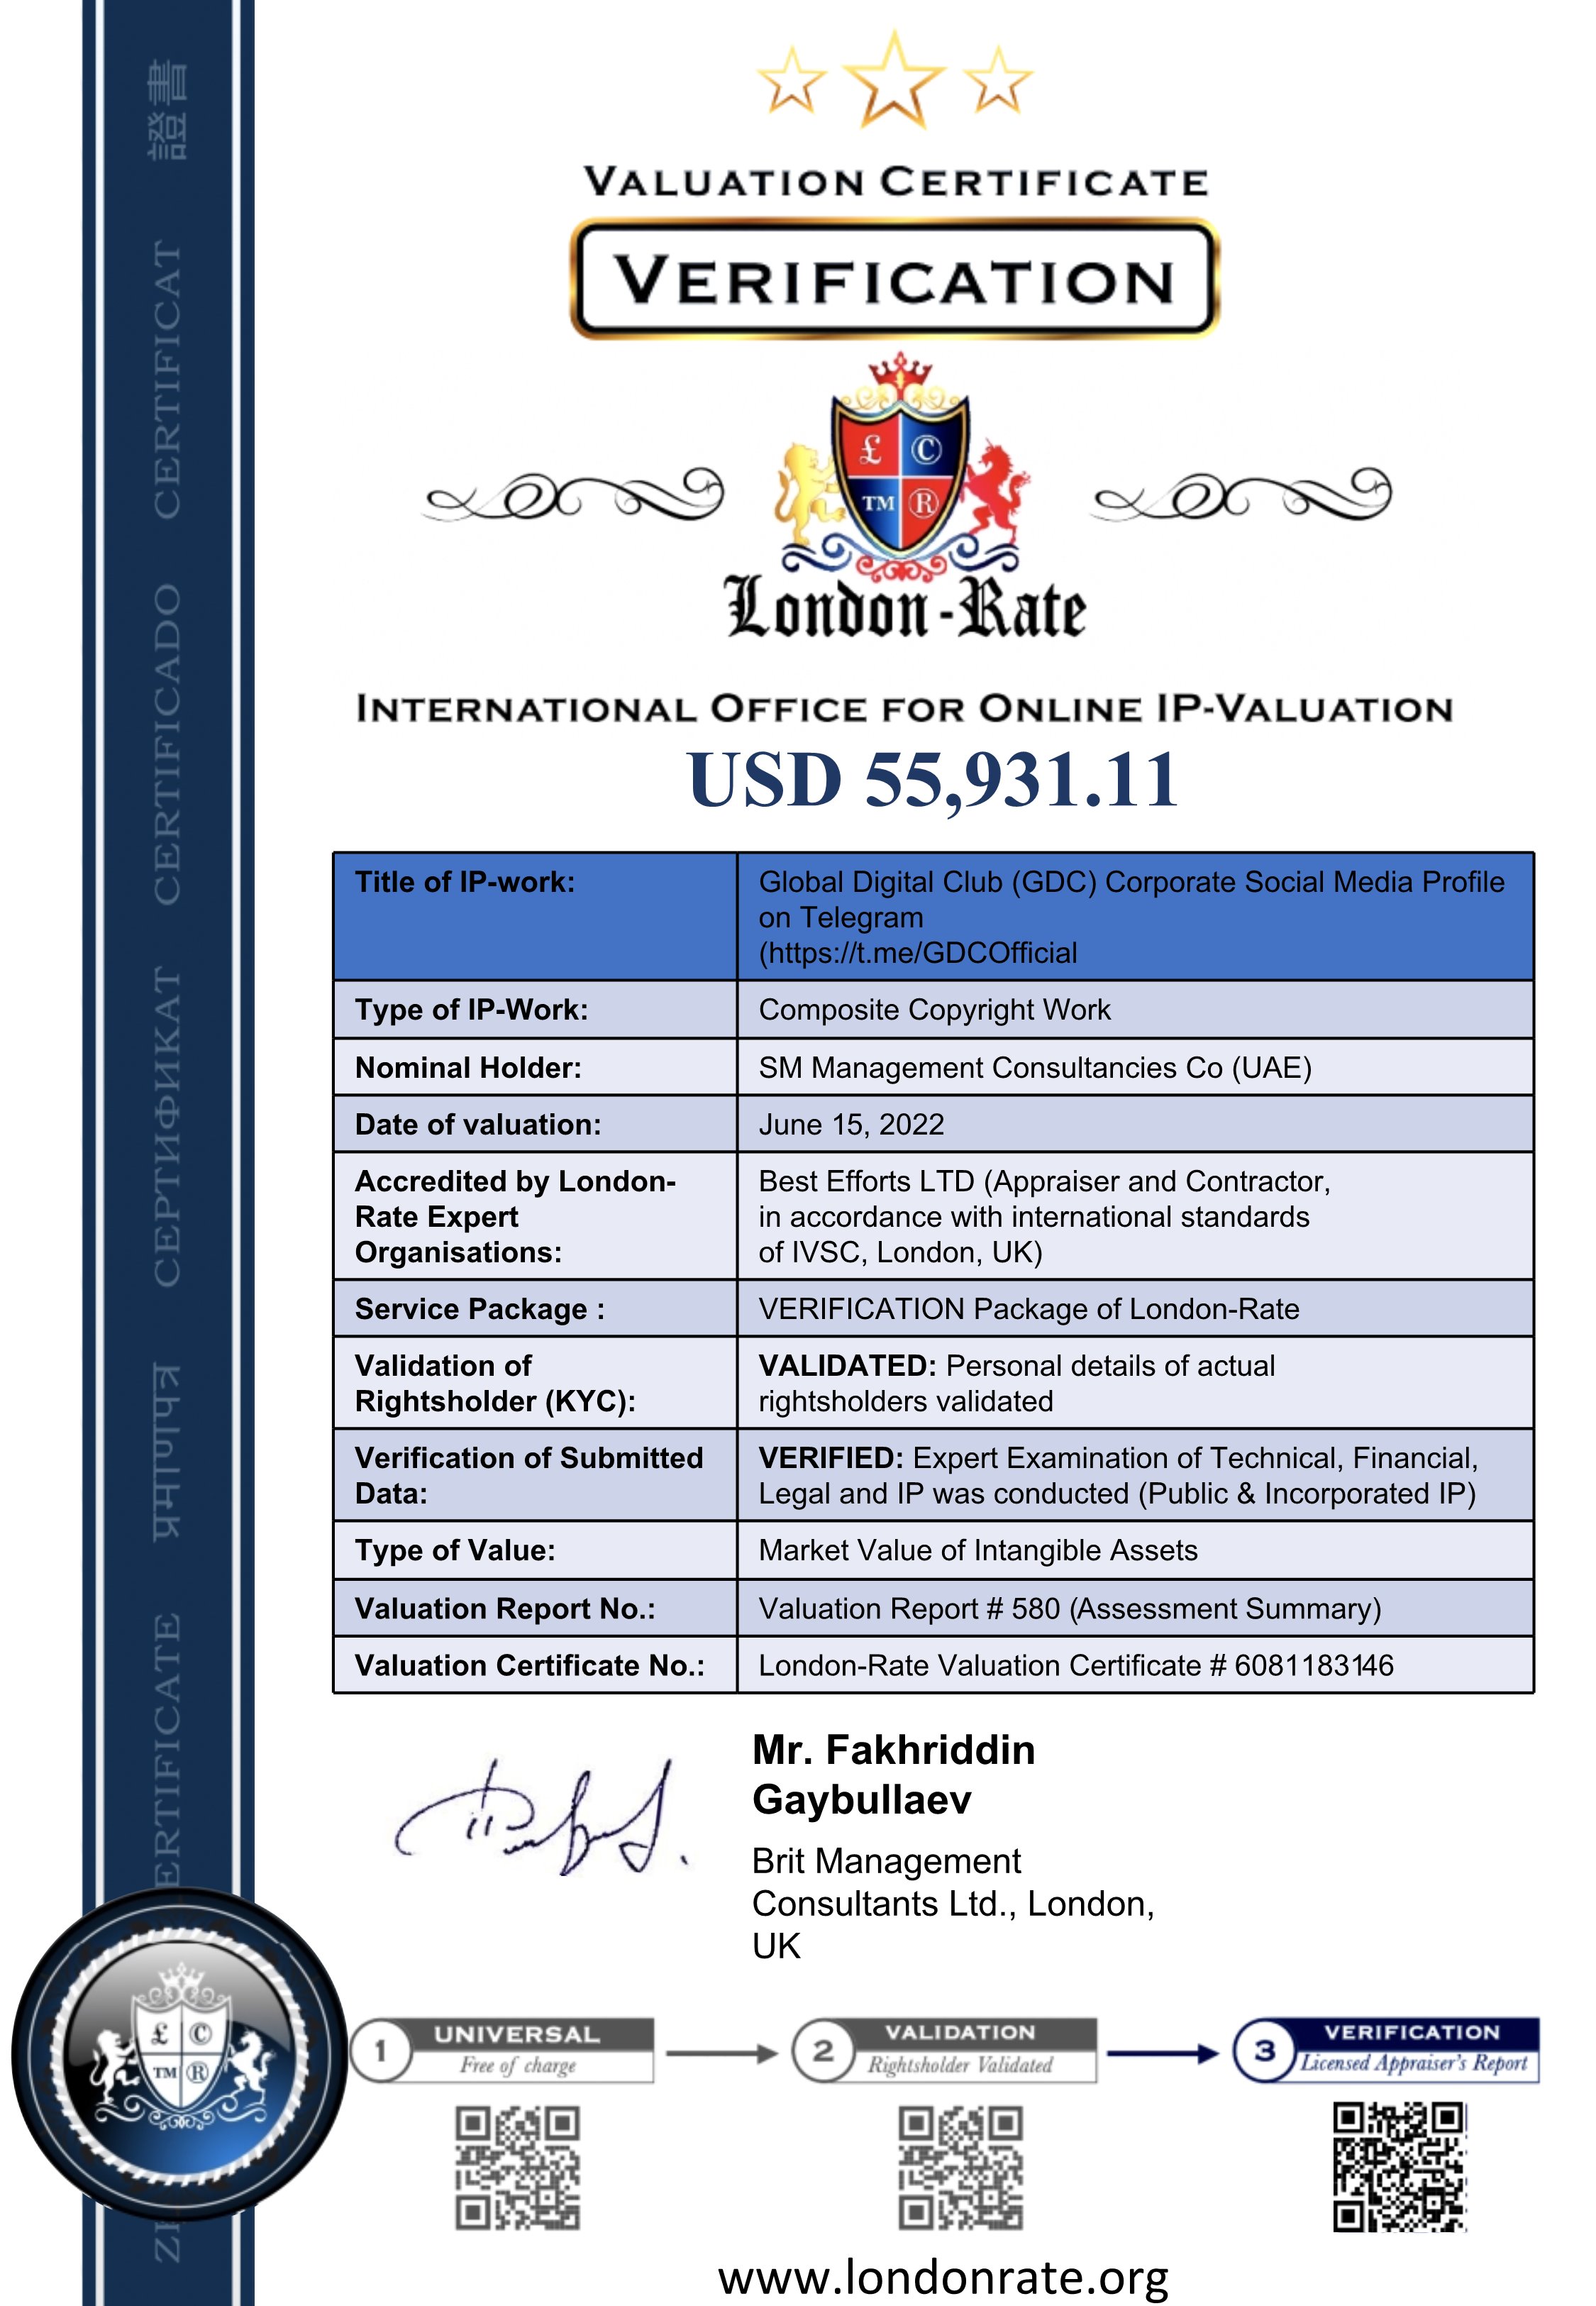 VALUATION CERTIFICATE
VERIFICATION
£ ©
TM ®
London-Rate
INTERNATIONAL OFFICE FOR ONLINE IP-VALUATION
USD 55,931.11
Title of IP-work: Global Digital Club (GDC) Corporate Social Media Profile
on Telegram
(https://t.me/GDCOfficial
Type of IP-Work: Composite Copyright Work
Nominal Holder: SM Management Consultancies Co (UAE)
Date of valuation: June 15, 2022
Accredited by London- Best Efforts LTD (Appraiser and Contractor,
Rate Expert in accordance with international standards
Organisations: of IVSC, London, UK)
Service Package : VERIFICATION Package of London-Rate
Validation of VALIDATED: Personal details of actual
Rightsholder (KYC): rightsholders validated
Verification of Submitted VERIFIED: Expert Examination of Technical, Financial,
Data: Legal and IP was conducted (Public & Incorporated IP)
Type of Value: Market Value of Intangible Assets
Valuation Report No.: Valuation Report # 580 (Assessment Summary)
Valuation Certificate No.: London-Rate Valuation Certificate # 6081183146
Mr. Fakhriddin
Gaybullaev
Brit Management
Consultants Ltd., London,
UK
1 UNIVERSAL
Free of charge
2 VALIDATION
Rightsholder Validated
3 VERIFICATION
Licensed Appraiser's Report
www.londonrate.org
ERTIFICATE प्रमाणपत्र СЕРТИФИКАТ CERTIFICADO CERTIFICAT 證書
£ ©
TM ®